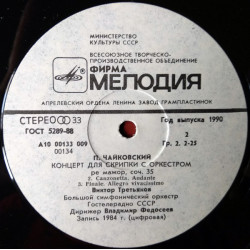 МИНИСТЕРСТВО
КУЛЬТУРЫ СССР
ВСЕСОЮЗНОЕ ТВОРЧЕСКО-
ПРОИЗВОДСТВЕННОЕ ОБЪЕДИНЕНИЕ
ФИРМА
МЕЛОДИЯ
АПРЕЛЕВСКИЙ ОРДЕНА ЛЕНИНА ЗАВОД ГРАМПЛАСТИНОК
СТЕРЕО 33
Год выпуска 1990
ГОСТ 5289-88
2
А10 00133 009
Гр. 2. 2-25
00134
П. ЧАЙКОВСКИЙ
КОНЦЕРТ ДЛЯ СКРИПКИ С ОРКЕСТРОМ
ре мажор, соч. 35
2. Canzonetta. Andante
3. Finale. Allegro vivacissimo
Виктор Третьяков
Большой симфонический оркестр
Гостелерадио СССР
Дирижер Владимир Федосеев
Запись 1984 г. (цифровая)